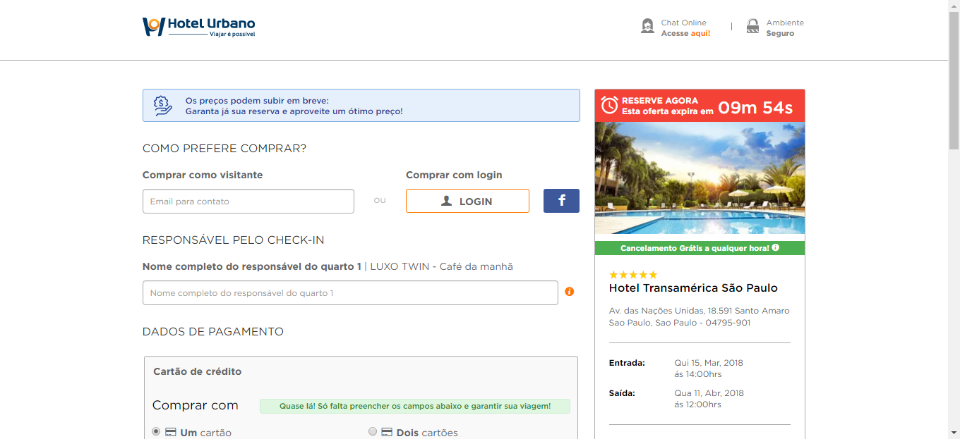 Hotel Urbano
Viajar é possível
Chat Online
Acesse aqui!
Ambiente
Seguro
Os preços podem subir em breve:
Garanta já sua reserva e aproveite um ótimo preço!
COMO PREFERE COMPRAR?
Comprar como visitante
Email para contato
OU
Comprar com login
LOGIN
f
RESPONSÁVEL PELO CHECK-IN
Nome completo do responsável do quarto 1 | LUXO TWIN - Café da manhã
Nome completo do responsável do quarto 1
DADOS DE PAGAMENTO
Cartão de crédito
Comprar com
Quase lá! Só falta preencher os campos abaixo e garantir sua viagem!
Um cartão
Dois cartões
RESERVE AGORA
Esta oferta expira em 09m 54s
Cancelamento Grátis a qualquer hora!
Hotel Transamérica São Paulo
Av. das Nações Unidas, 18.591 Santo Amaro
Sao Paulo, Sao Paulo - 04795-901
Entrada: Qui 15, Mar, 2018
ás 14:00hrs
Saída: Qua 11, Abr, 2018
ás 12:00hrs